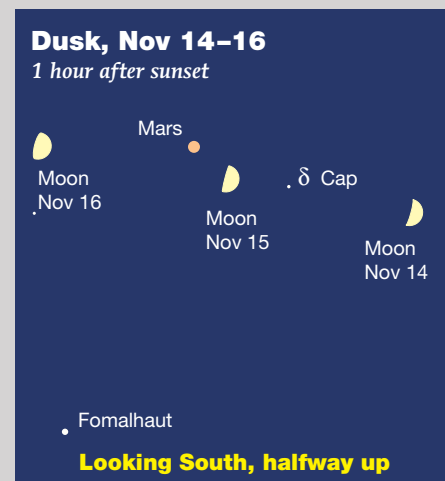 Dusk, Nov 14–16
1 hour after sunset
Mars
Moon
Nov 16
δ Cap
Moon
Nov 15
Moon
Nov 14
Fomalhaut
Looking South, halfway up